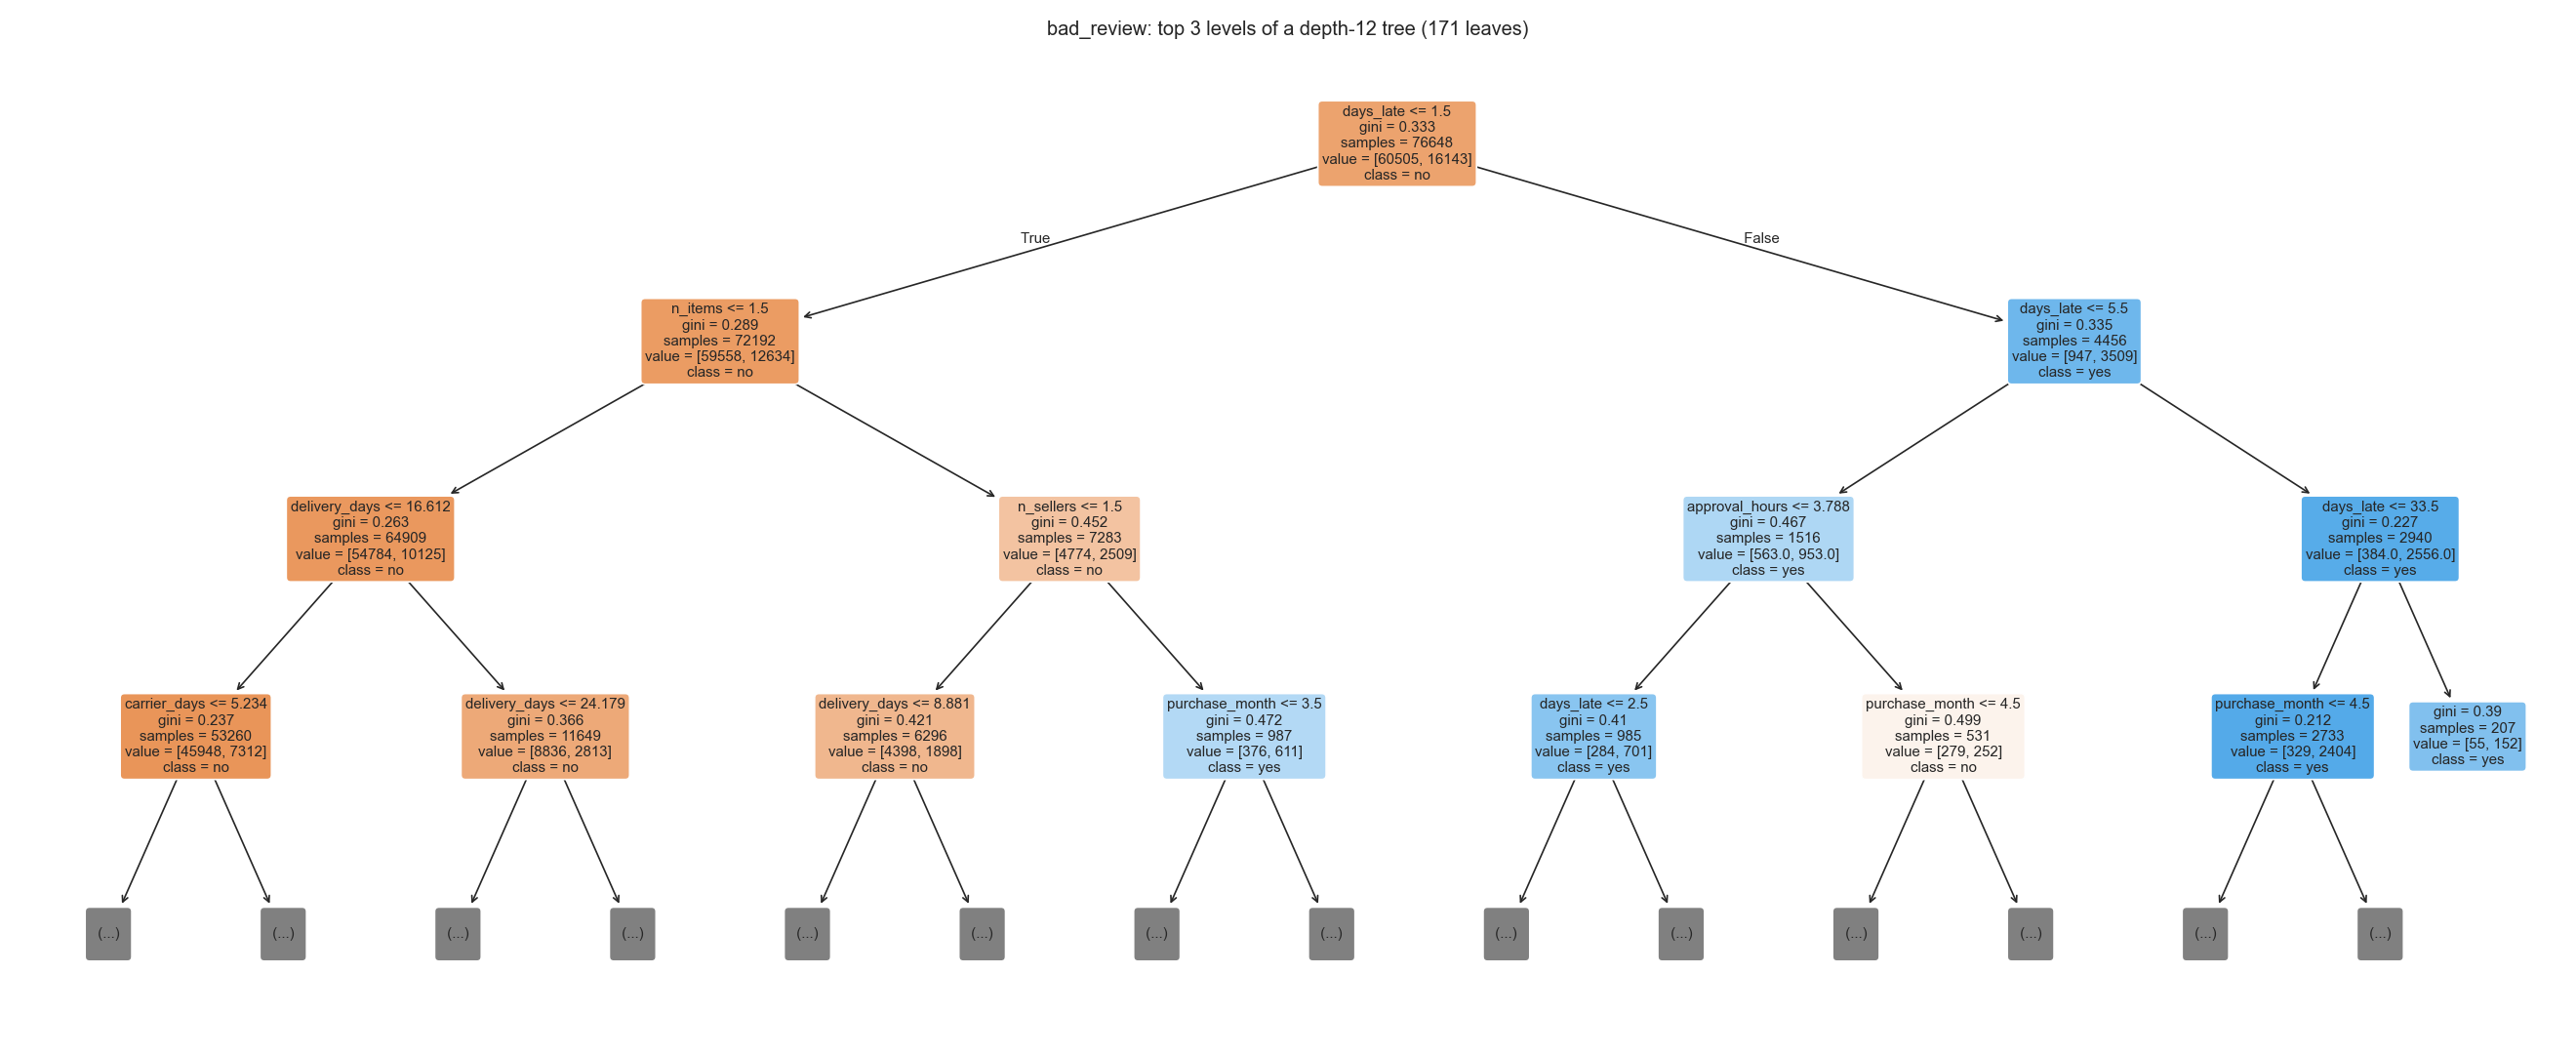 bad_review: top 3 levels of a depth-12 tree (171 leaves)
days_late <= 1.5
gini = 0.333
samples = 76648
value = [60505, 16143]
class = no
True
False
n_items <= 1.5
gini = 0.289
samples = 72192
value = [59558, 12634]
class = no
days_late <= 5.5
gini = 0.335
samples = 4456
value = [947, 3509]
class = yes
delivery_days <= 16.612
gini = 0.263
samples = 64909
value = [54784, 10125]
class = no
n_sellers <= 1.5
gini = 0.452
samples = 7283
value = [4774, 2509]
class = no
approval_hours <= 3.788
gini = 0.467
samples = 1516
value = [563.0, 953.0]
class = yes
days_late <= 33.5
gini = 0.227
samples = 2940
value = [384.0, 2556.0]
class = yes
carrier_days <= 5.234
gini = 0.237
samples = 53260
value = [45948, 7312]
class = no
delivery_days <= 24.179
gini = 0.366
samples = 11649
value = [8836, 2813]
class = no
delivery_days <= 8.881
gini = 0.421
samples = 6296
value = [4398, 1898]
class = no
purchase_month <= 3.5
gini = 0.472
samples = 987
value = [376, 611]
class = yes
days_late <= 2.5
gini = 0.41
samples = 985
value = [284, 701]
class = yes
purchase_month <= 4.5
gini = 0.499
samples = 531
value = [279, 252]
class = no
purchase_month <= 4.5
gini = 0.212
samples = 2733
value = [329, 2404]
class = yes
gini = 0.39
samples = 207
value = [55, 152]
class = yes
(...)
(...)
(...)
(...)
(...)
(...)
(...)
(...)
(...)
(...)
(...)
(...)
(...)
(...)